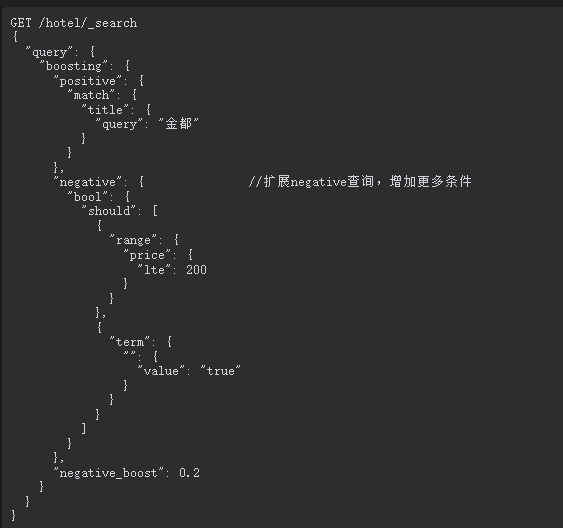 GET /hotel/_search
{
  "query": {
    "boosting": {
      "positive": {
        "match": {
          "title": {
            "query": "金都"
          }
        }
      },
      "negative": {             //扩展negative查询，增加更多条件
        "bool": {
          "should": [
            {
              "range": {
                "price": {
                  "lte": 200
                }
              }
            },
            {
              "term": {
                "": {
                  "value": "true"
                }
              }
            }
          ]
        }
      },
      "negative_boost": 0.2
    }
  }
}